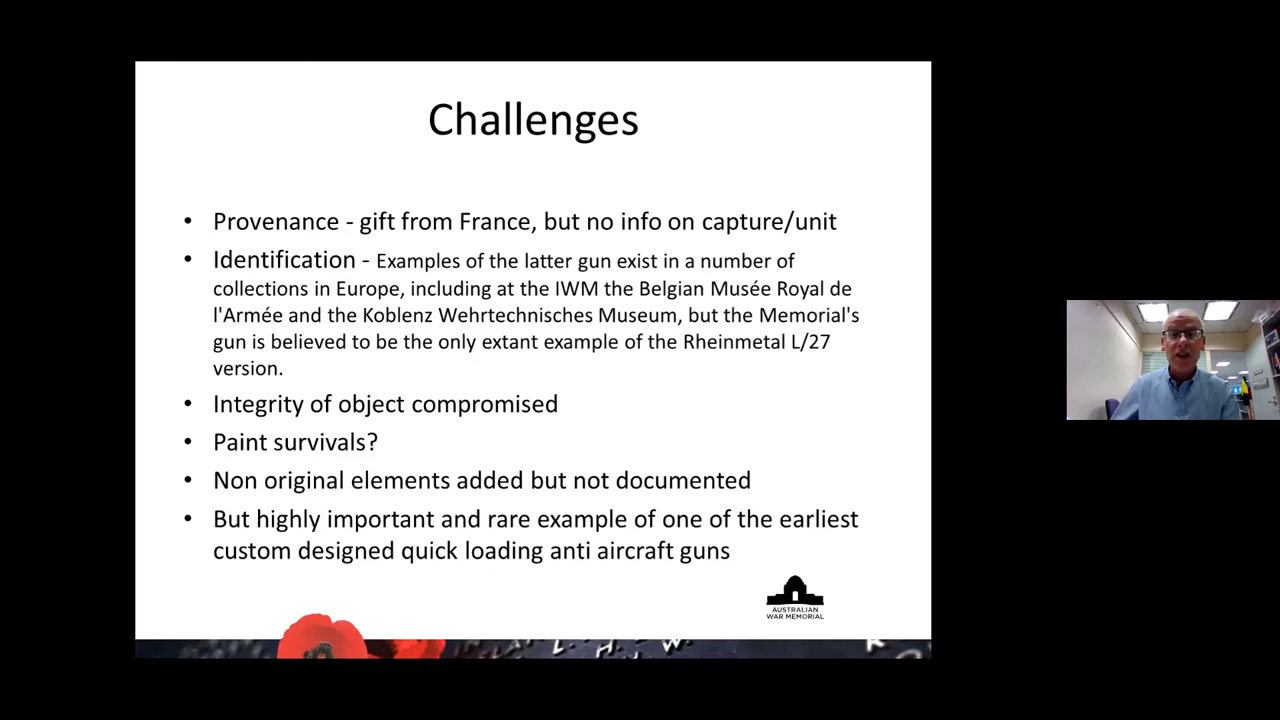 Challenges
• Provenance - gift from France, but no info on capture/unit
• Identification - Examples of the latter gun exist in a number of
collections in Europe, including at the IWM the Belgian Musée Royal de
l'Armée and the Koblenz Wehrtechnisches Museum, but the Memorial's
gun is believed to be the only extant example of the Rheinmetal L/27
version.
• Integrity of object compromised
• Paint survivals?
• Non original elements added but not documented
• But highly important and rare example of one of the earliest
custom designed quick loading anti aircraft guns
AUSTRALIAN
WAR MEMORIAL
L. H. W.